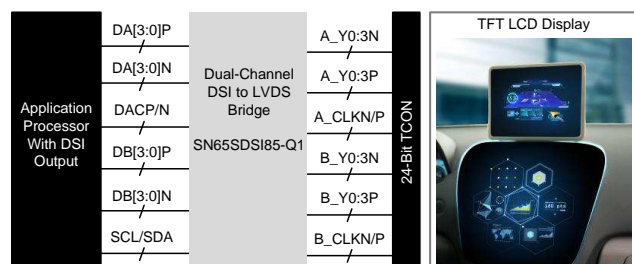 Application
Processor
With DSI
Output
DA[3:0]P
DA[3:0]N
DACP/N
DB[3:0]P
DB[3:0]N
SCL/SDA
Dual-Channel
DSI to LVDS
Bridge
SN65SDSI85-Q1
A_Y0:3N
A_Y0:3P
A_CLKN/P
B_Y0:3N
B_Y0:3P
B_CLKN/P
24-Bit TCON
TFT LCD Display